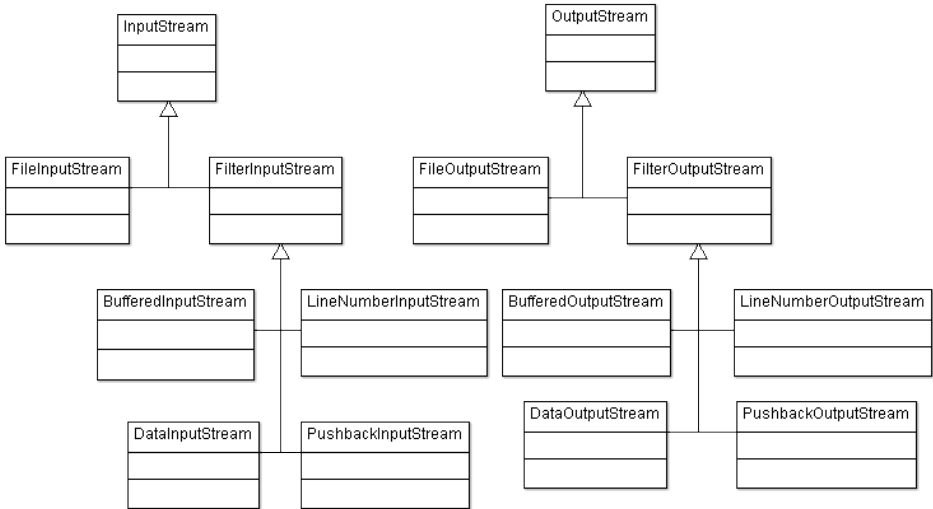 InputStream
OutputStream
FileInputStream
FilterInputStream
FileOutputStream
FilterOutputStream
BufferedInputStream
LineNumberInputStream
BufferedOutputStream
LineNumberOutputStream
DataInputStream
PushbackInputStream
DataOutputStream
PushbackOutputStream